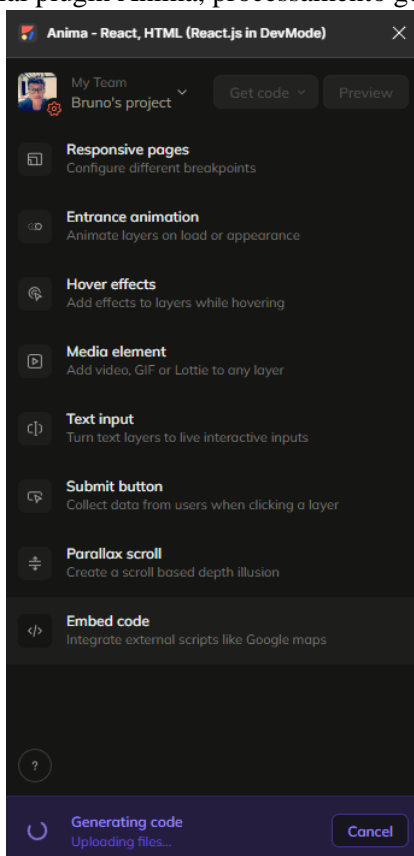 plugin Anima, processamento
Anima - React, HTML (React.js in DevMode)
My Team
Bruno's project
Get code
Preview
Responsive pages
Configure different breakpoints
Entrance animation
Animate layers on load or appearance
Hover effects
Add effects to layers while hovering
Media element
Add video, GIF or Lottie to any layer
Text input
Turn text layers to live interactive inputs
Submit button
Collect data from users when clicking a layer
Parallax scroll
Create a scroll based depth illusion
Embed code
Integrate external scripts like Google maps
?
Generating code
Uploading files...
Cancel